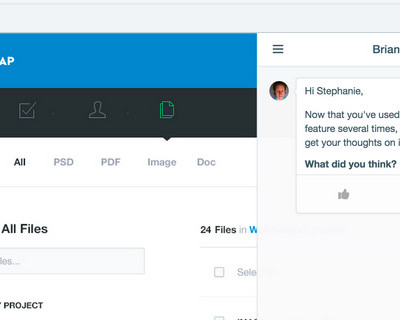 AP
Brian
Hi Stephanie,
Now that you've used
feature several times,
get your thoughts on i
What did you think?
All
PSD
PDF
Image
Doc
All Files
24 Files in W
les...
Sele
Y PROJECT